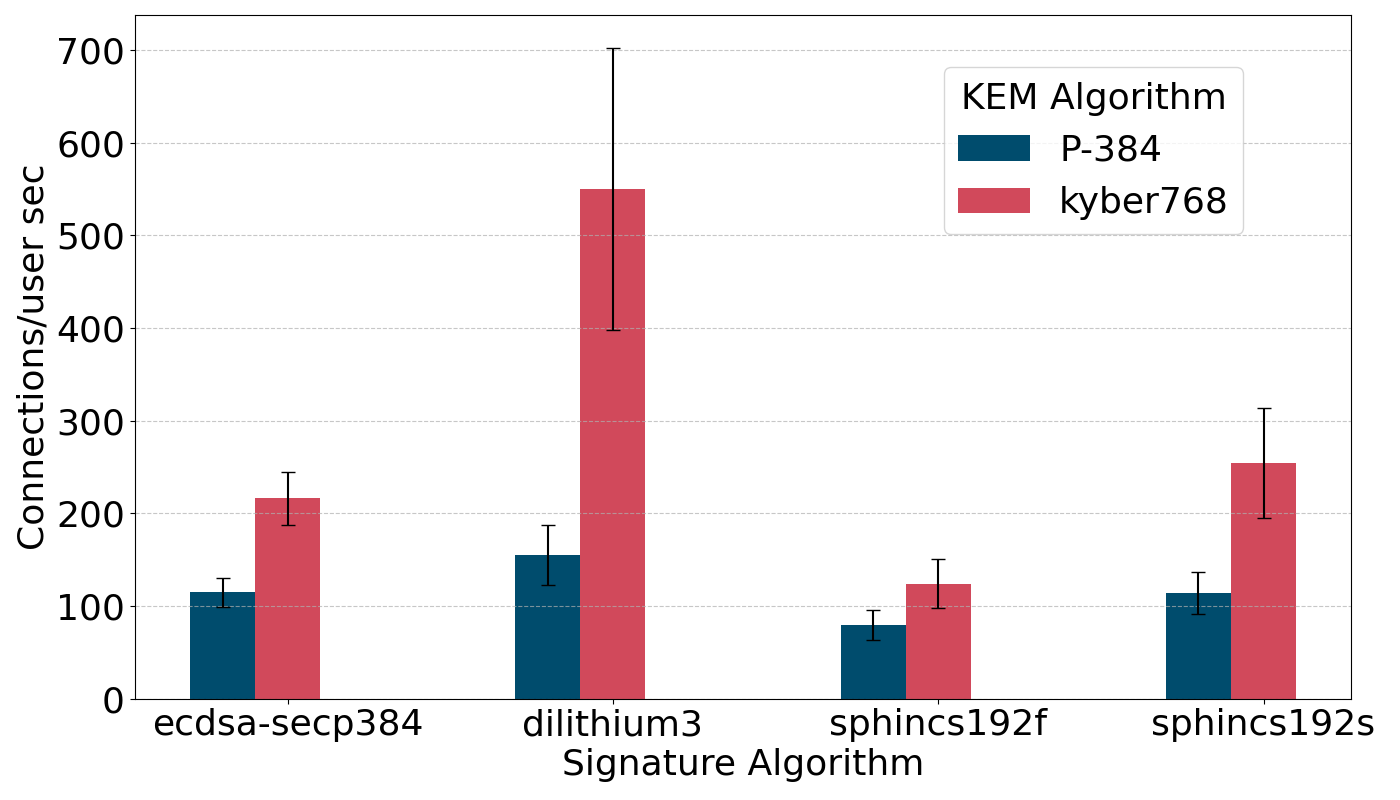 700
600
500
400
300
200
100
0
Connections/user sec
KEM Algorithm
P-384
kyber768
ecdsa-secp384
dilithium3
sphincs192f
sphincs192s
Signature Algorithm